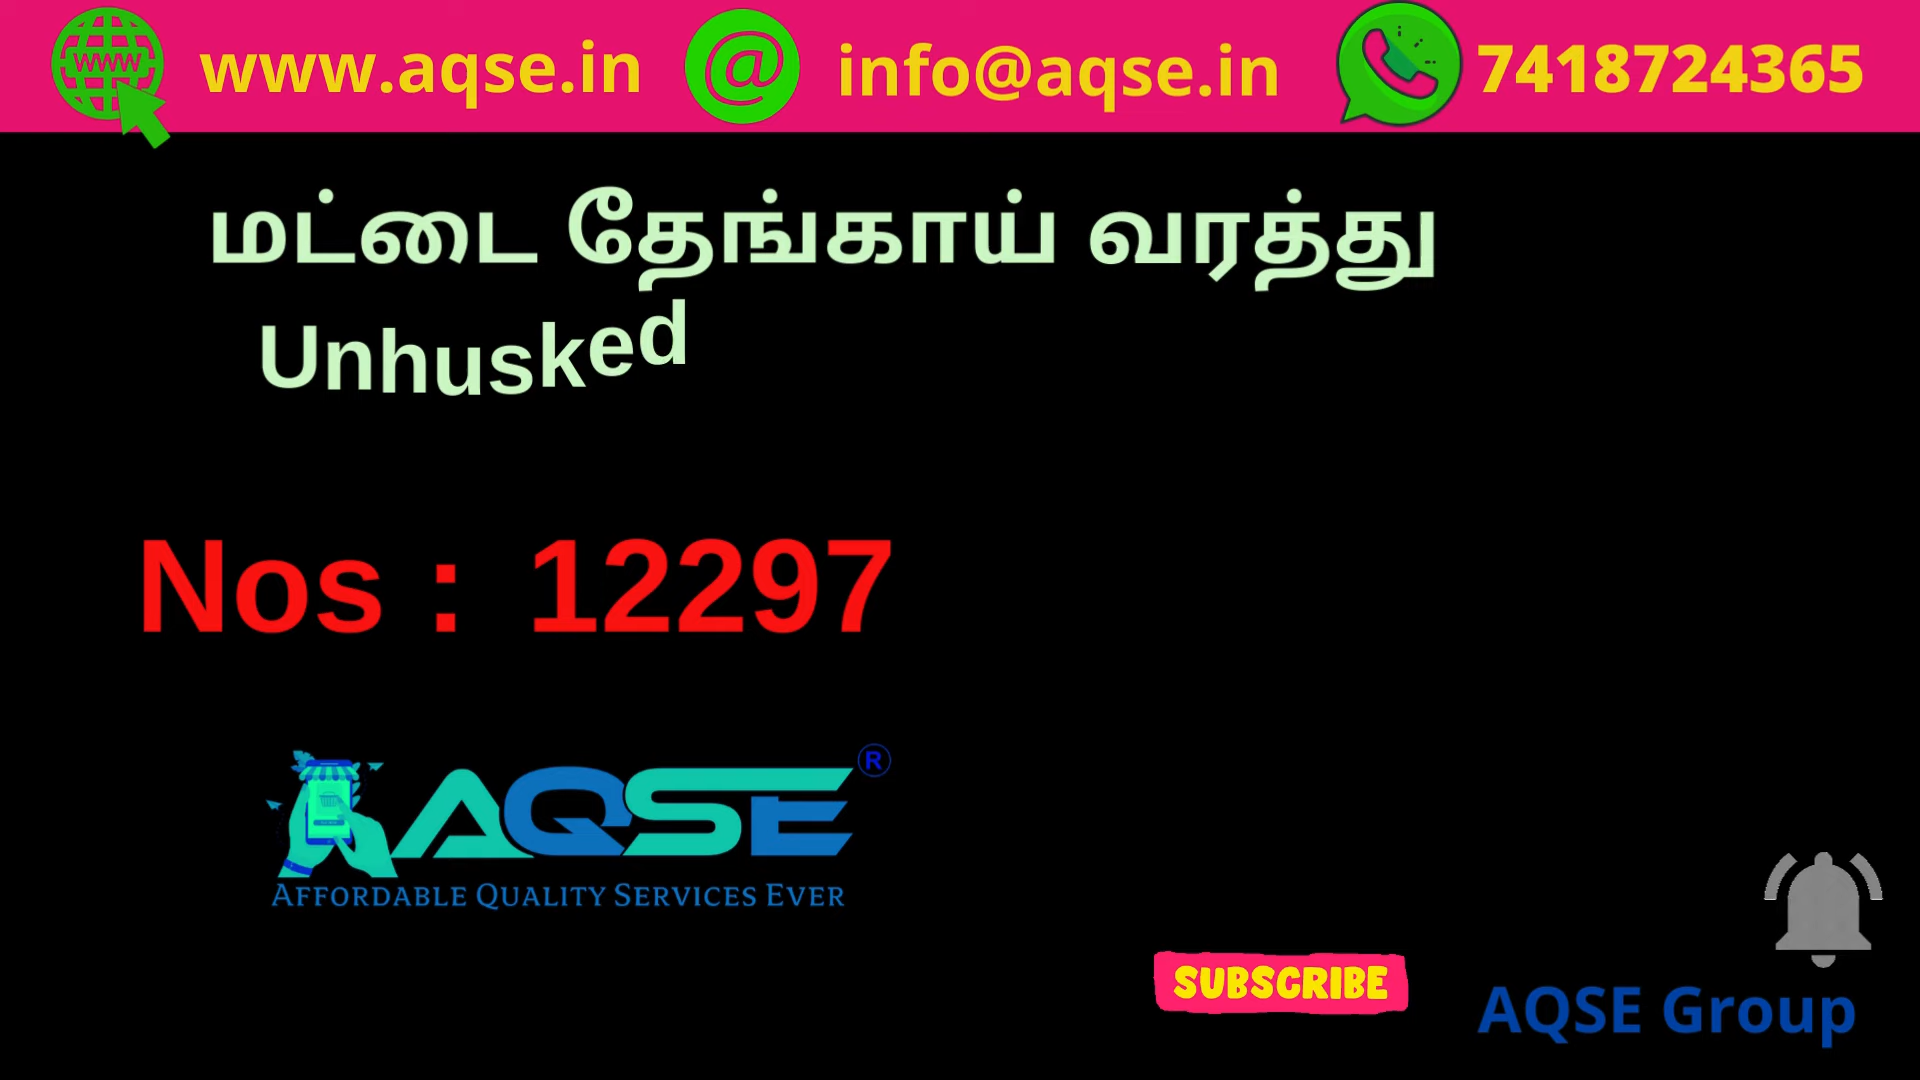 www.aqse.in info@aqse.in 7418724365
மட்டை தேங்காய் வரத்து
Unhusked
Nos : 12297
AQSE ®
AFFORDABLE QUALITY SERVICES EVER
SUBSCRIBE
AQSE Group